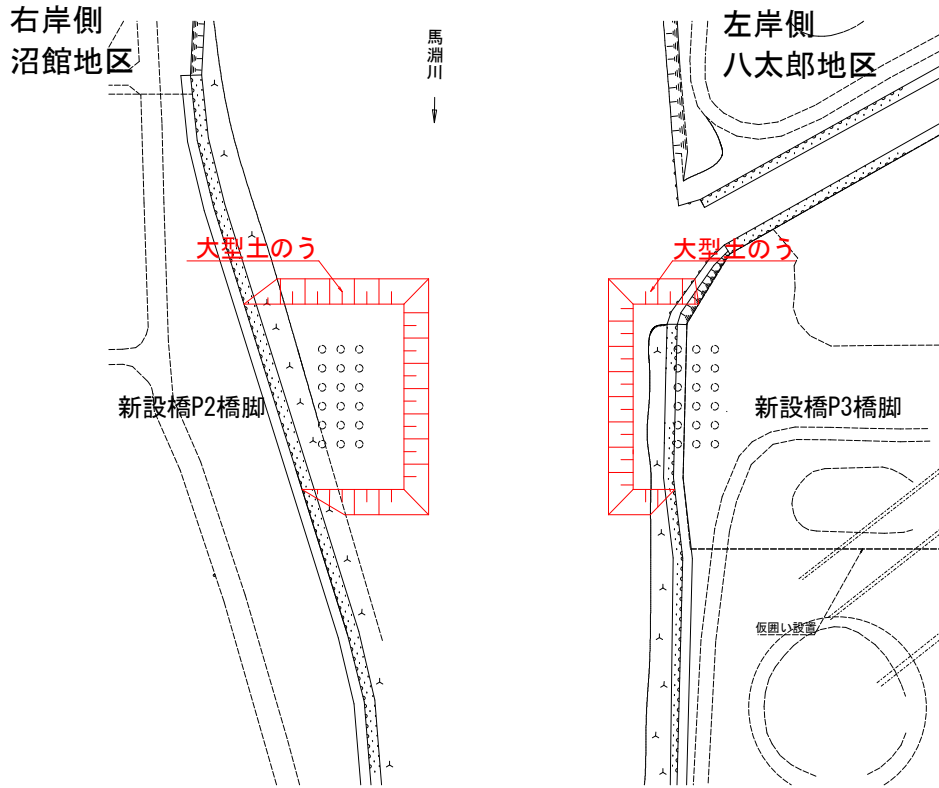 右岸側
沼館地区
馬淵川
左岸側
八太郎地区
大型土のう
大型土のう
新設橋P2橋脚
新設橋P3橋脚
仮囲い設置